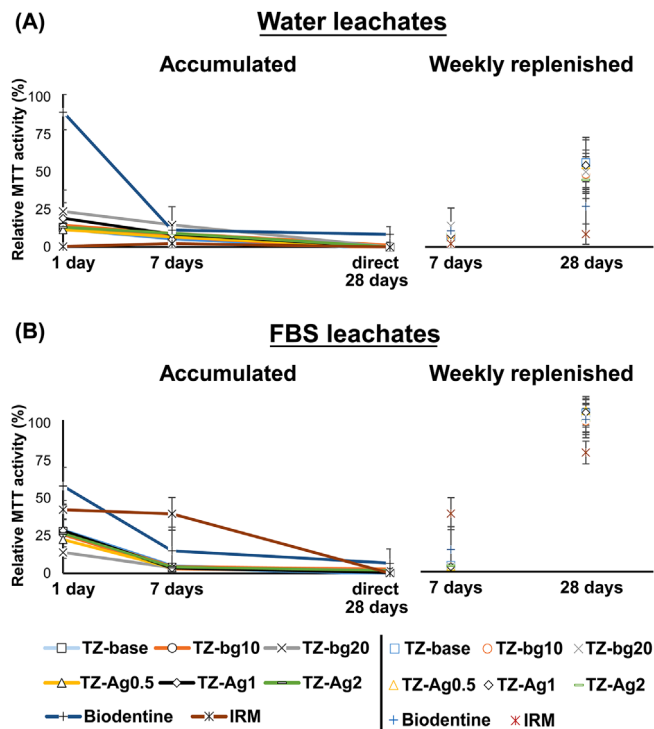 (A) Water leachates
Accumulated Weekly replenished
Relative MTT activity (%)
100
75
50
25
0
1 day 7 days direct 28 days
7 days 28 days
(B) FBS leachates
Accumulated Weekly replenished
Relative MTT activity (%)
100
75
50
25
0
1 day 7 days direct 28 days
7 days 28 days
TZ-base TZ-bg10 TZ-bg20
TZ-Ag0.5 TZ-Ag1 TZ-Ag2
Biodentine IRM
TZ-base TZ-bg10 TZ-bg20
TZ-Ag0.5 TZ-Ag1 TZ-Ag2
Biodentine IRM